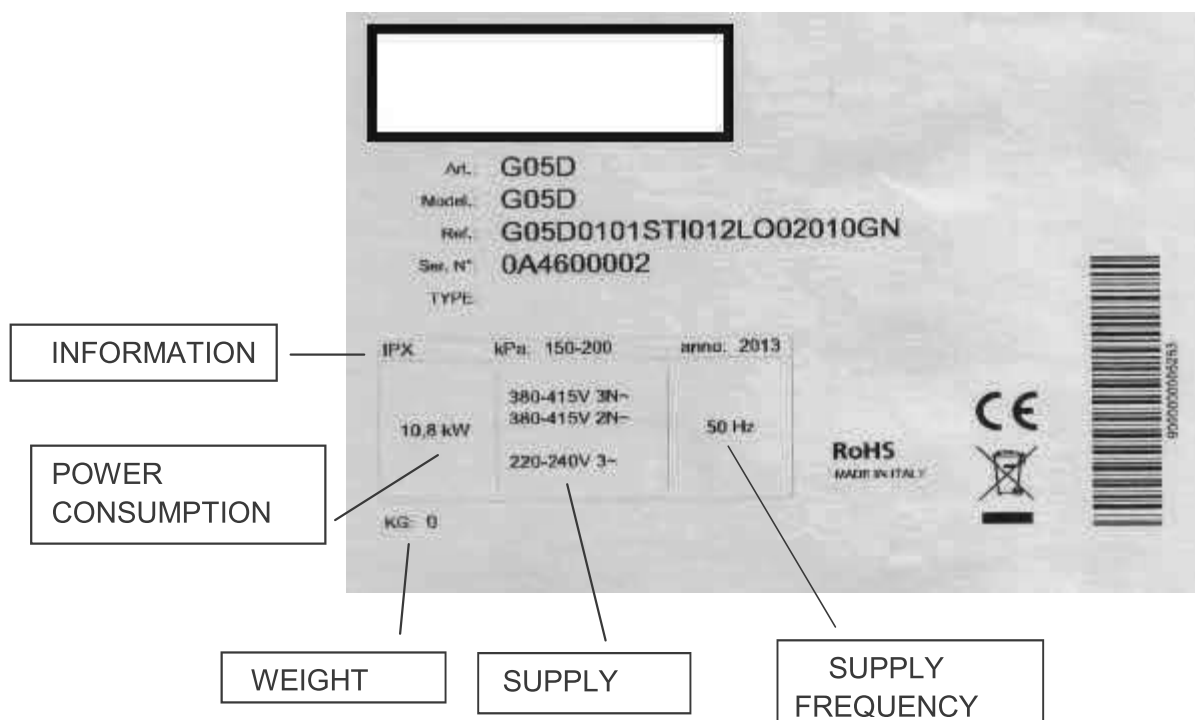 Art. G05D
Model. G05D
Ref. G05D0101STI012LO02010GN
Ser. N° 0A4600002
TYPE
INFORMATION
IPX kPa. 150-200 anno. 2013
380-415V 3N~
380-415V 2N~
10,8 kW 50 Hz
220-240V 3~
POWER
CONSUMPTION
KG: 0
RoHS
MADE IN ITALY
CE
WEIGHT
SUPPLY
SUPPLY
FREQUENCY